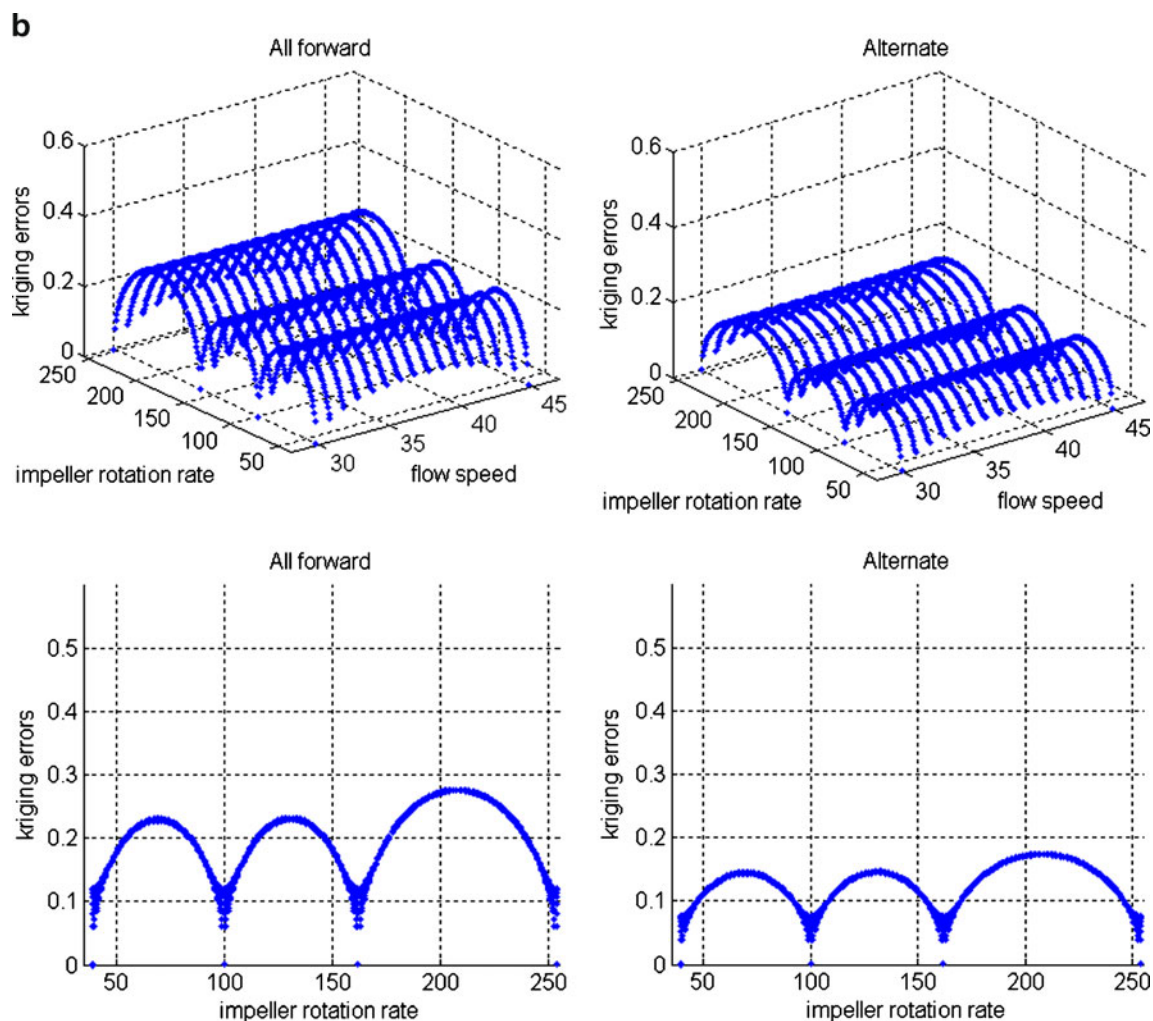 b
All forward
Alternate
0.6
0.4
0.2
0
kriging errors
250
200
150
100
50
impeller rotation rate
30
35
40
45
flow speed
0.6
0.4
0.2
0
kriging errors
250
200
150
100
50
impeller rotation rate
30
35
40
45
flow speed
All forward
Alternate
0.5
0.4
0.3
0.2
0.1
0
kriging errors
50 100 150 200 250
impeller rotation rate
0.5
0.4
0.3
0.2
0.1
0
kriging errors
50 100 150 200 250
impeller rotation rate